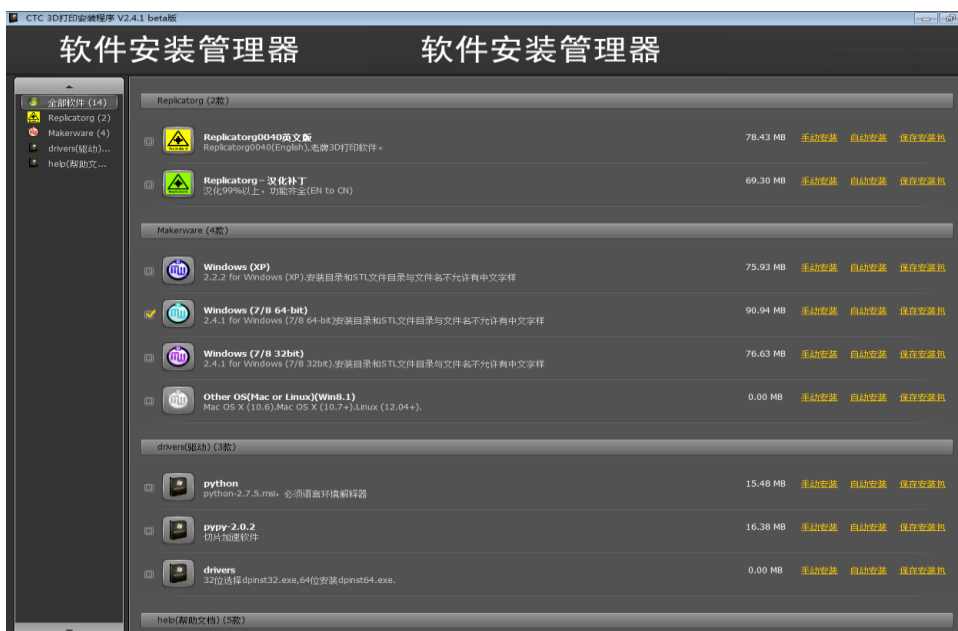 CTC 3D打印安装程序 V2.4.1 beta版
软件安装管理器 软件安装管理器
全部软件 (14)
Replicatorg (2)
Makerware (4)
drivers(驱动)...
help(帮助文...
Replicatorg (2款)
Replicatorg0040英文版
Replicatorg0040(English),老牌3D打印软件。
78.43 MB 手动安装 自动安装 保存安装包
Replicatorg-汉化补丁
汉化99%以上，功能齐全(EN to CN)
69.30 MB 手动安装 自动安装 保存安装包
Makerware (4款)
Windows (XP)
2.2.2 for Windows (XP).安装目录和STL文件目录与文件名不允许有中文字样
75.93 MB 手动安装 自动安装 保存安装包
Windows (7/8 64-bit)
2.4.1 for Windows (7/8 64-bit)安装目录和STL文件目录与文件名不允许有中文字样
90.94 MB 手动安装 自动安装 保存安装包
Windows (7/8 32bit)
2.4.1 for Windows (7/8 32bit).安装目录和STL文件目录与文件名不允许有中文字样
76.63 MB 手动安装 自动安装 保存安装包
Other OS(Mac or Linux)(Win8.1)
Mac OS X (10.6).Mac OS X (10.7+).Linux (12.04+).
0.00 MB 手动安装 自动安装 保存安装包
drivers(驱动) (3款)
python
python-2.7.5.msi，必须语言环境解释器
15.48 MB 手动安装 自动安装 保存安装包
pypy-2.0.2
切片加速软件
16.38 MB 手动安装 自动安装 保存安装包
drivers
32位选择dpinst32.exe,64位安装dpinst64.exe.
0.00 MB 手动安装 自动安装 保存安装包
help(帮助文档) (5款)